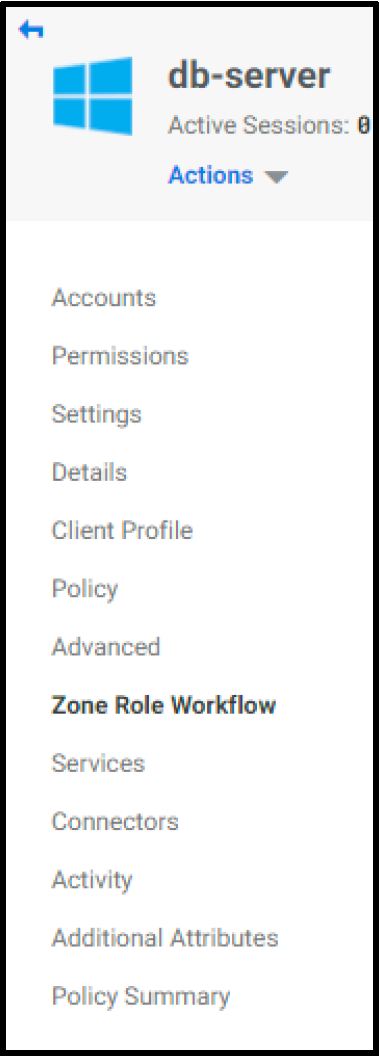 db-server
Active Sessions: 0
Actions
Accounts
Permissions
Settings
Details
Client Profile
Policy
Advanced
Zone Role Workflow
Services
Connectors
Activity
Additional Attributes
Policy Summary